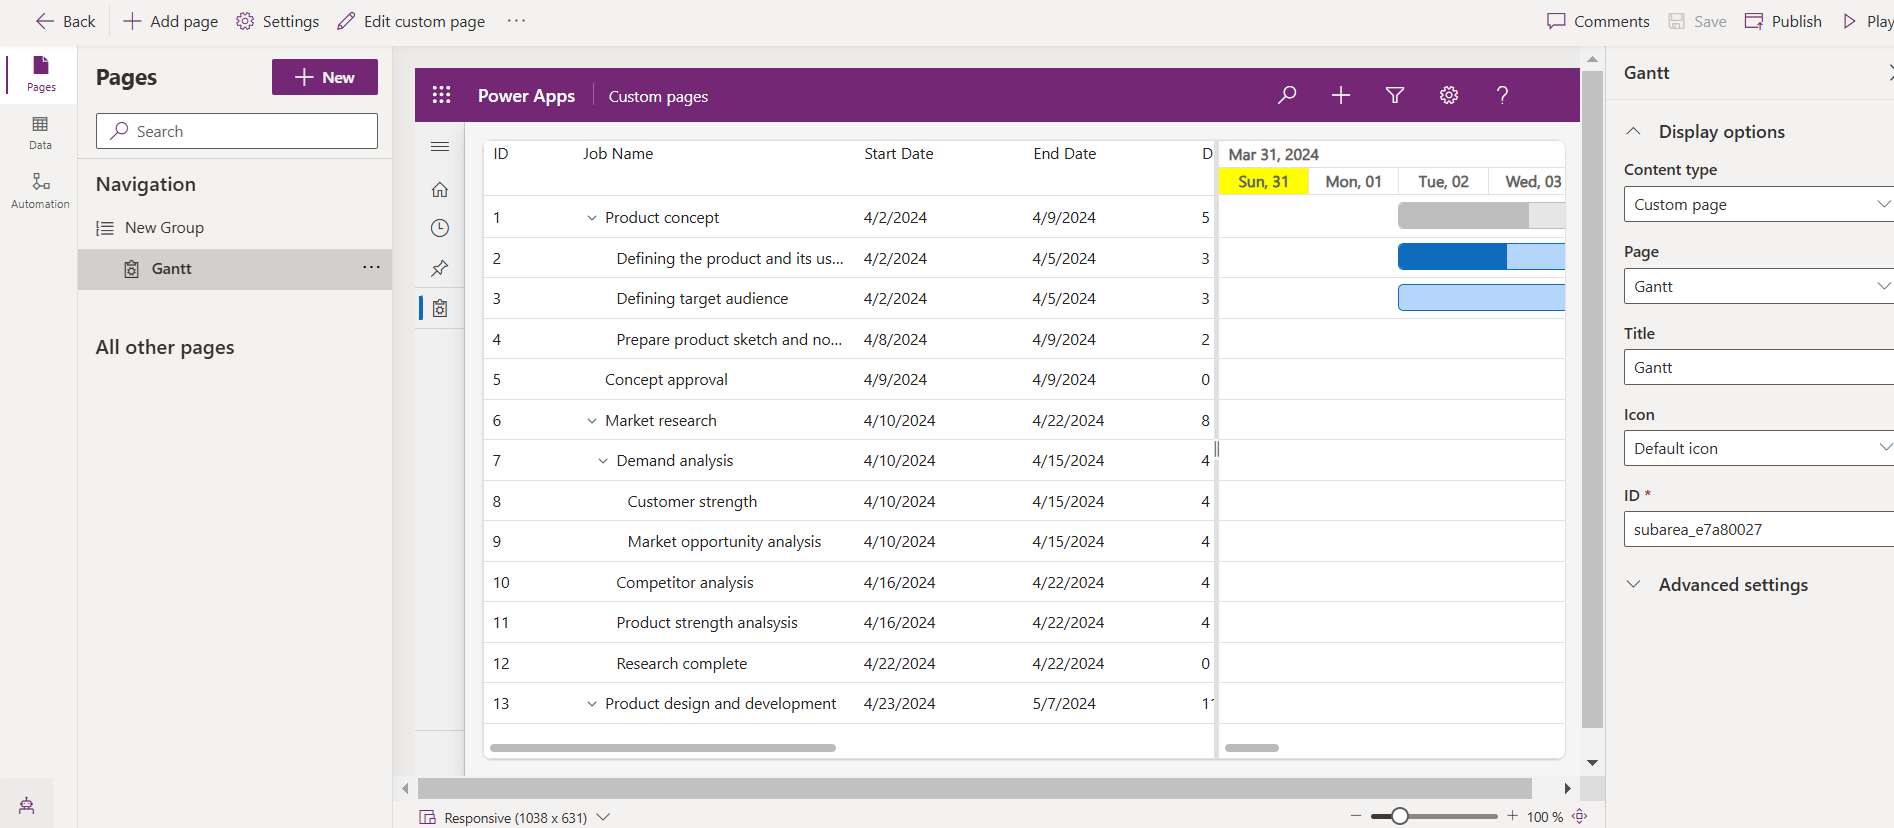 Back
Add page
Settings
Edit custom page
Comments
Save
Publish
Play
Pages
Data
Automation
Pages
New
Search
Navigation
New Group
Gantt
All other pages
Power Apps
Custom pages
ID Job Name Start Date End Date D
1 Product concept 4/2/2024 4/9/2024 5
2 Defining the product and its us... 4/2/2024 4/5/2024 3
3 Defining target audience 4/2/2024 4/5/2024 3
4 Prepare product sketch and no... 4/8/2024 4/9/2024 2
5 Concept approval 4/9/2024 4/9/2024 0
6 Market research 4/10/2024 4/22/2024 8
7 Demand analysis 4/10/2024 4/15/2024 4
8 Customer strength 4/10/2024 4/15/2024 4
9 Market opportunity analysis 4/10/2024 4/15/2024 4
10 Competitor analysis 4/16/2024 4/22/2024 4
11 Product strength analsysis 4/16/2024 4/22/2024 4
12 Research complete 4/22/2024 4/22/2024 0
13 Product design and development 4/23/2024 5/7/2024 11
Mar 31, 2024
Sun, 31 Mon, 01 Tue, 02 Wed, 03
Responsive (1038 x 631)
100 %
Gantt
Display options
Content type
Custom page
Page
Gantt
Title
Gantt
Icon
Default icon
ID *
subarea_e7a80027
Advanced settings